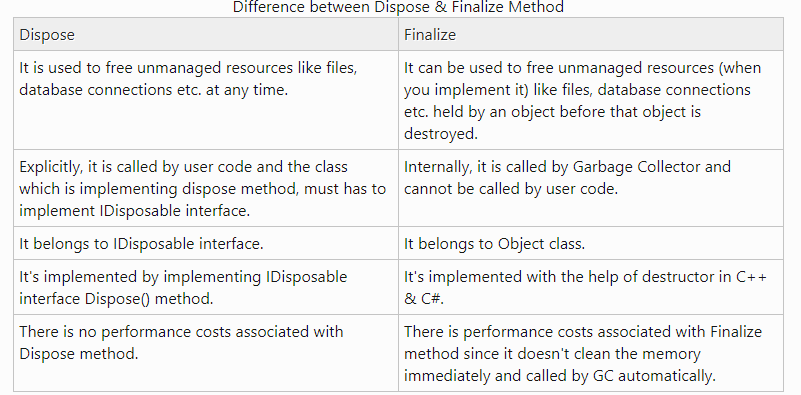 Difference between Dispose & Finalize Method
Dispose
Finalize
It is used to free unmanaged resources like files,
database connections etc. at any time.
It can be used to free unmanaged resources (when
you implement it) like files, database connections
etc. held by an object before that object is
destroyed.
Explicitly, it is called by user code and the class
which is implementing dispose method, must has to
implement IDisposable interface.
Internally, it is called by Garbage Collector and
cannot be called by user code.
It belongs to IDisposable interface.
It belongs to Object class.
It's implemented by implementing IDisposable
interface Dispose() method.
It's implemented with the help of destructor in C++
& C#.
There is no performance costs associated with
Dispose method.
There is performance costs associated with Finalize
method since it doesn't clean the memory
immediately and called by GC automatically.